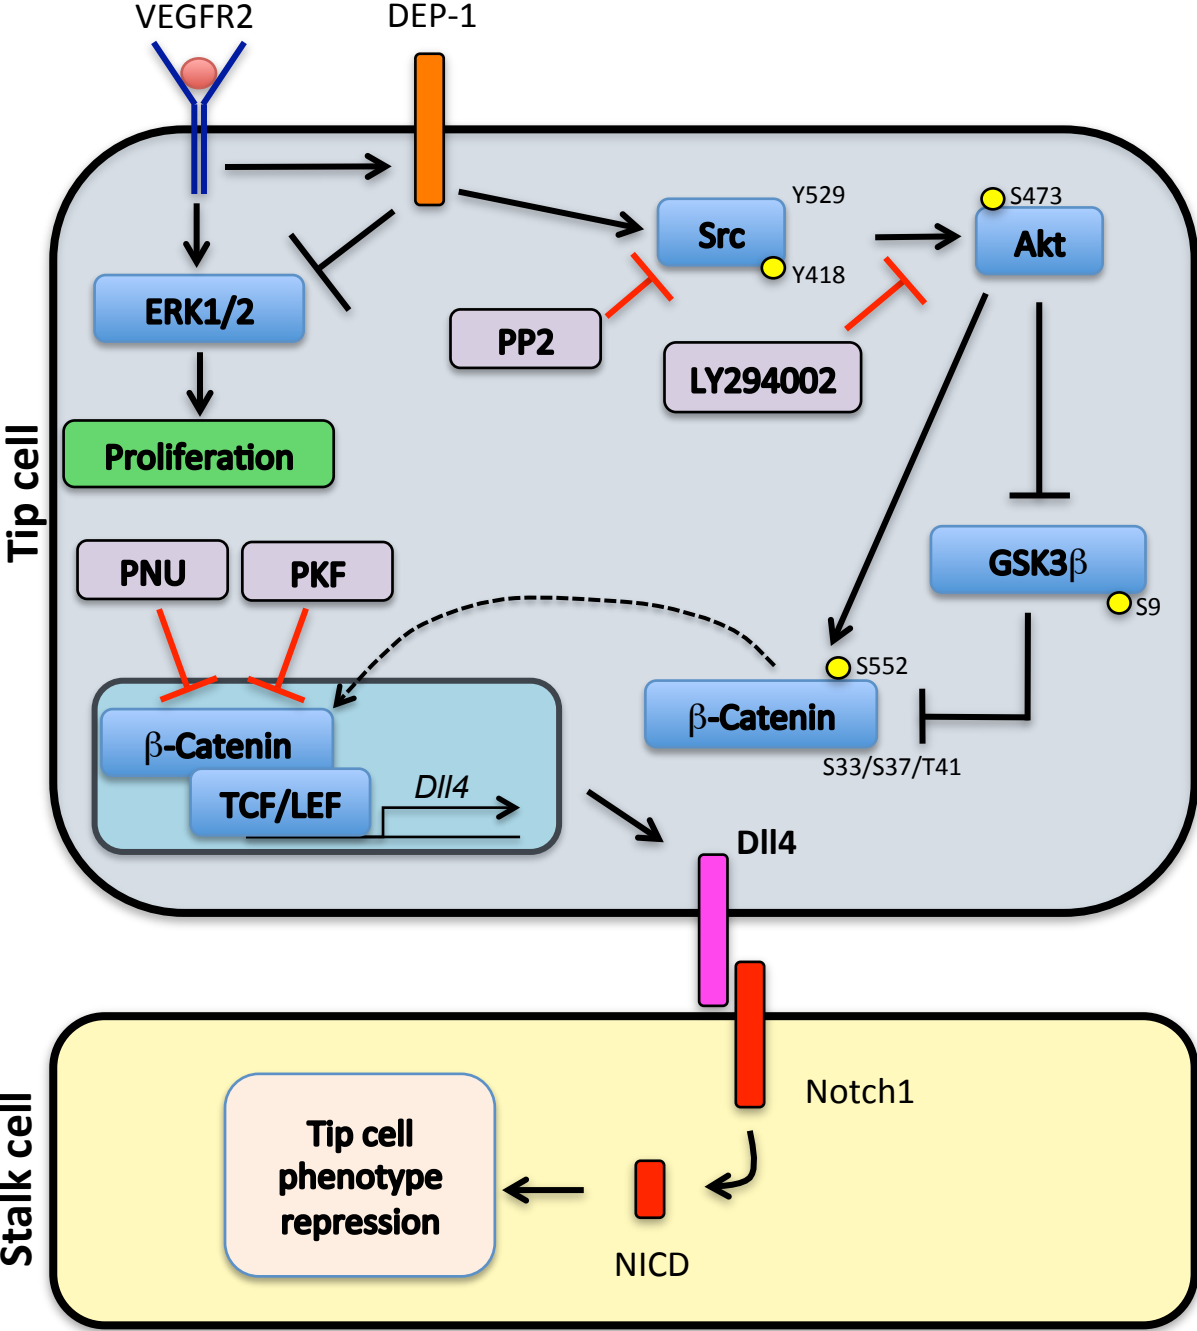 VEGFR2
DEP-1
Tip cell
Src
Y529
Y418
S473
Akt
ERK1/2
PP2
LY294002
Proliferation
PNU
PKF
GSK3β
S9
S552
β-Catenin
S33/S37/T41
β-Catenin
TCF/LEF
Dll4
Dll4
Stalk cell
Notch1
Tip cell
phenotype
repression
NICD